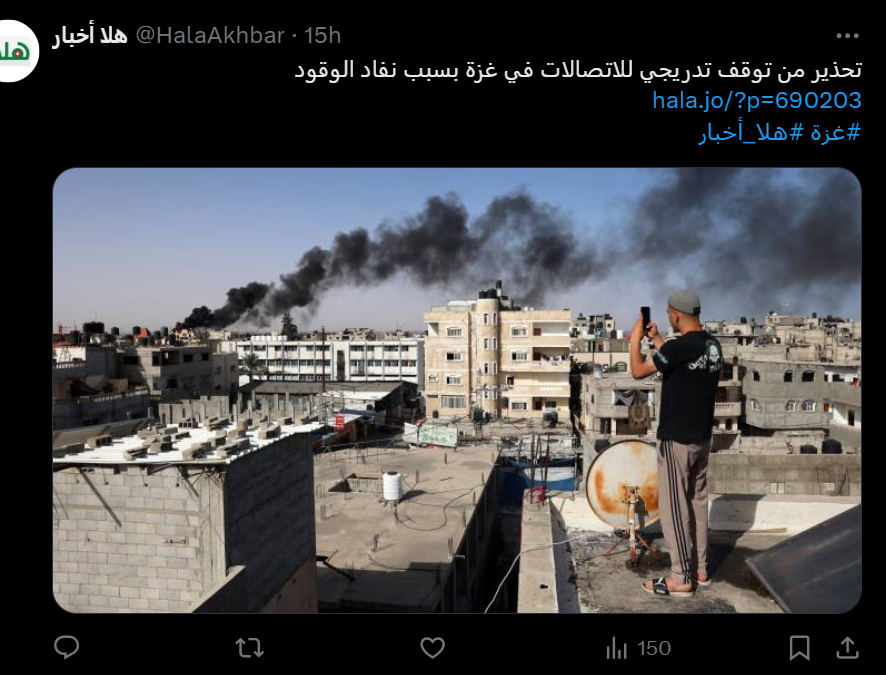 هلا أخبار @HalaAkhbar · 15h
تحذير من توقف تدريجي للاتصالات في غزة بسبب نفاد الوقود
hala.jo/?p=690203
#غزة #هلا_أخبار
150